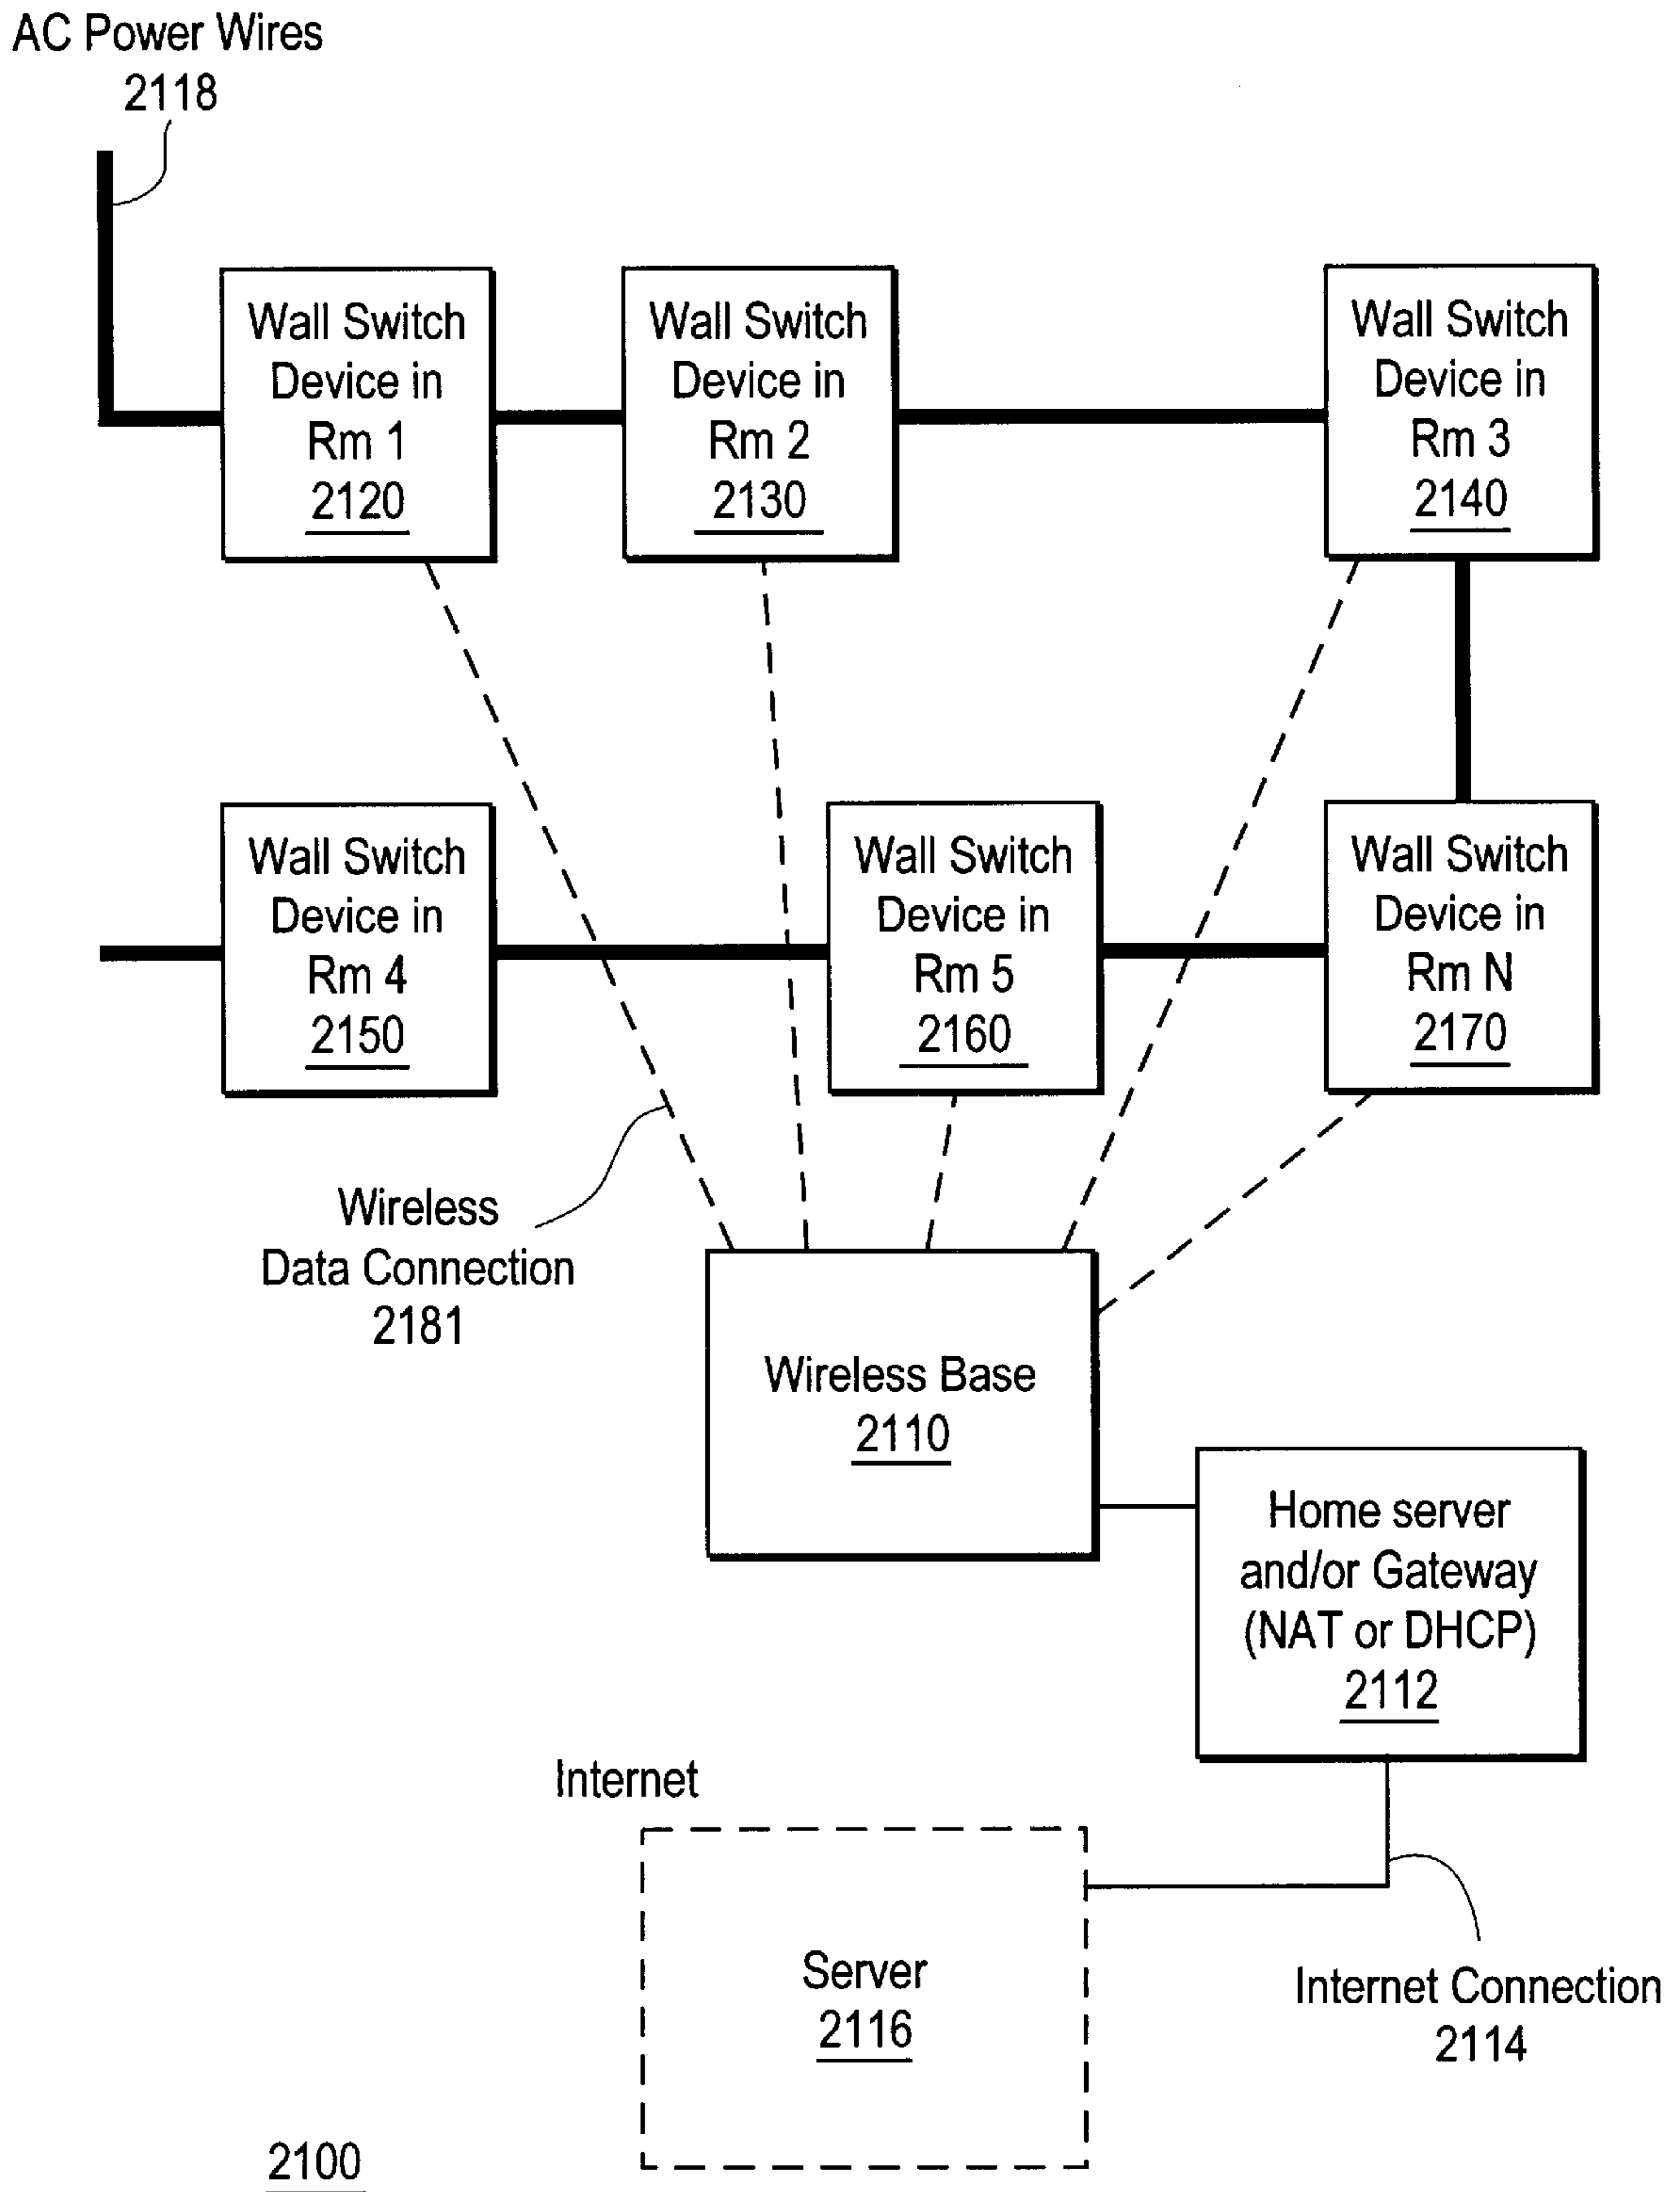 AC Power Wires
2118
Wall Switch
Device in
Rm 1
2120
Wall Switch
Device in
Rm 2
2130
Wall Switch
Device in
Rm 3
2140
Wall Switch
Device in
Rm 4
2150
Wall Switch
Device in
Rm 5
2160
Wall Switch
Device in
Rm N
2170
Wireless
Data Connection
2181
Wireless Base
2110
Home server
and/or Gateway
(NAT or DHCP)
2112
Internet
Server
2116
Internet Connection
2114
2100